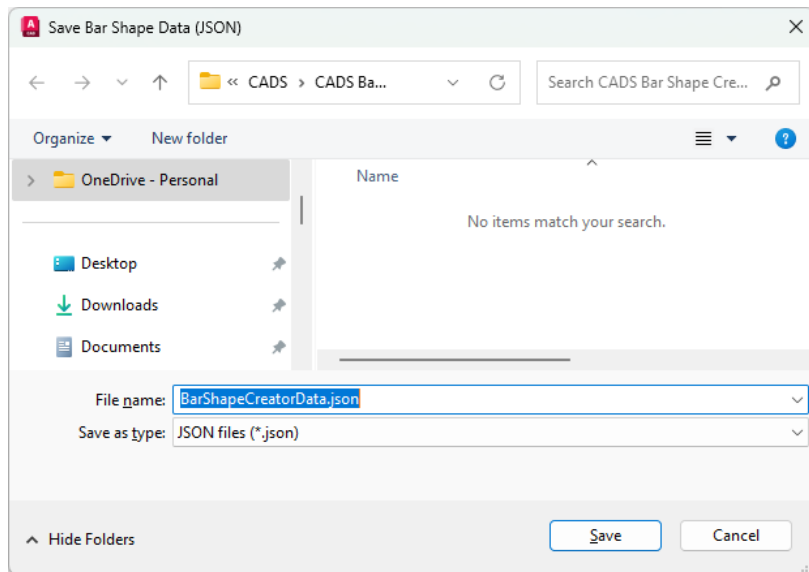 Save Bar Shape Data (JSON)
« CADS > CADS Ba...
Search CADS Bar Shape Cre...
Organize
New folder
OneDrive - Personal
Name
No items match your search.
Desktop
Downloads
Documents
File name: BarShapeCreatorData.json
Save as type: JSON files (*.json)
Hide Folders
Save
Cancel